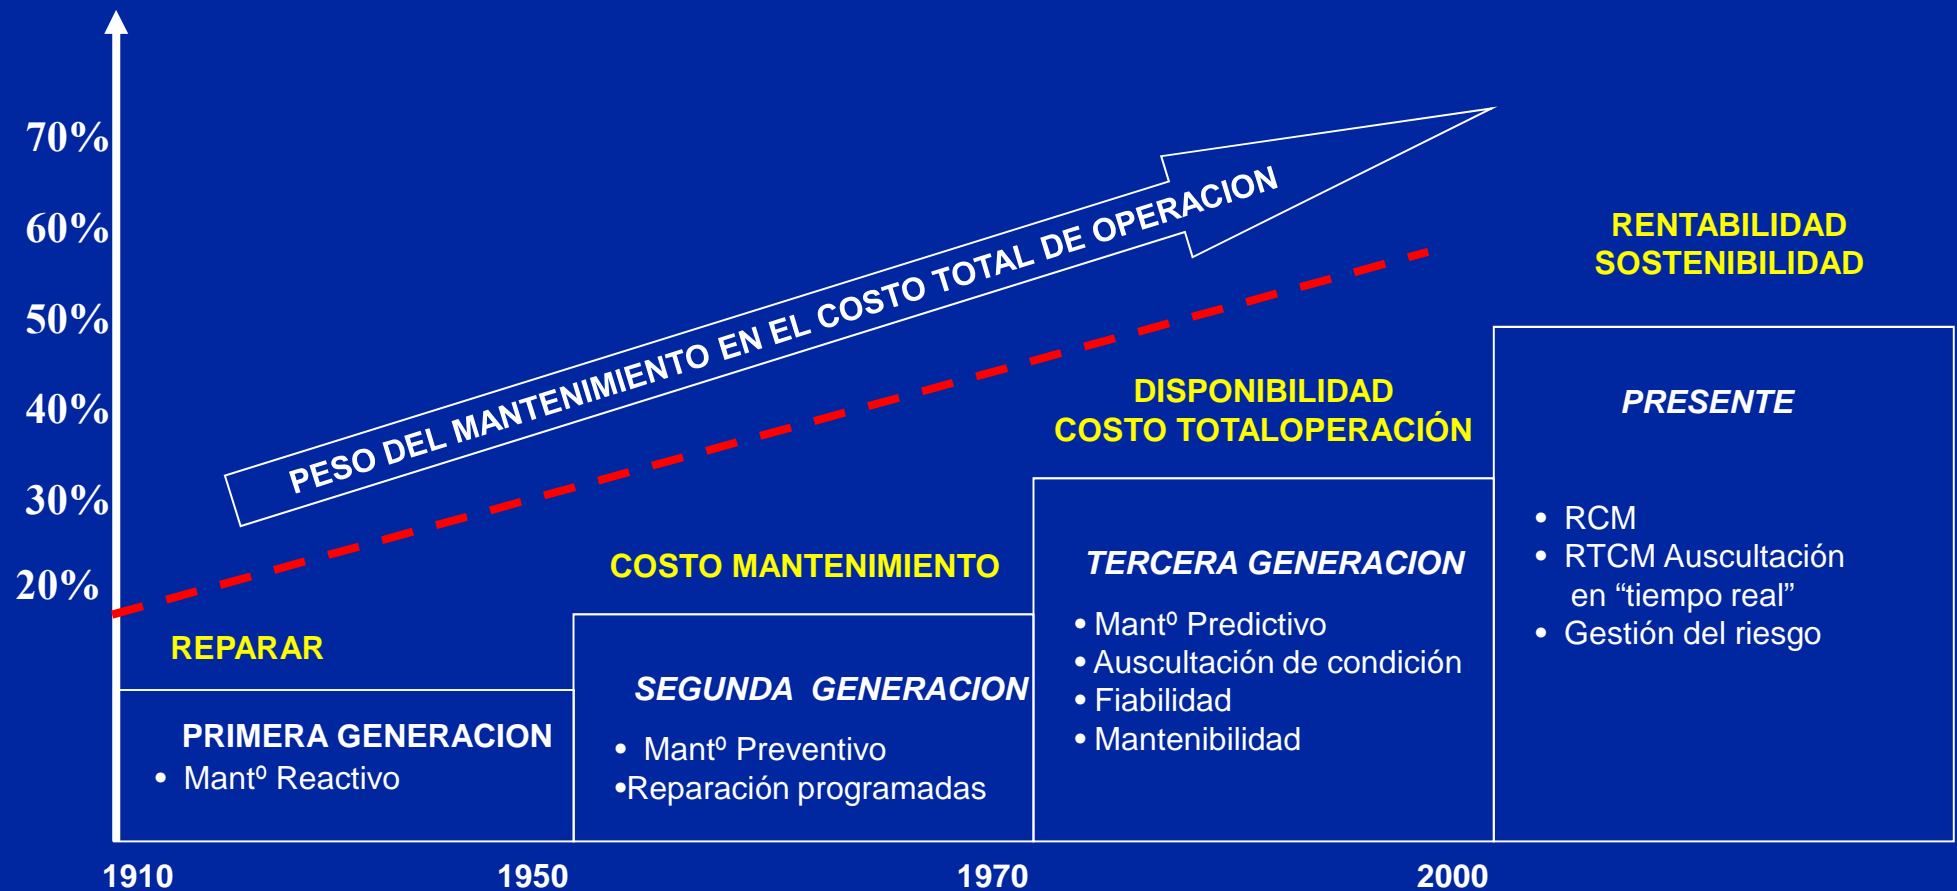 70%
60%
50%
40%
30%
20%
PESO DEL MANTENIMIENTO EN EL COSTO TOTAL DE OPERACION
REPARAR
PRIMERA GENERACION
• Mantº Reactivo
COSTO MANTENIMIENTO
SEGUNDA GENERACION
• Mantº Preventivo
•Reparación programadas
DISPONIBILIDAD
COSTO TOTALOPERACIÓN
TERCERA GENERACION
• Mantº Predictivo
• Auscultación de condición
• Fiabilidad
• Mantenibilidad
RENTABILIDAD
SOSTENIBILIDAD
PRESENTE
• RCM
• RTCM Auscultación
en “tiempo real”
• Gestión del riesgo
1910
1950
1970
2000